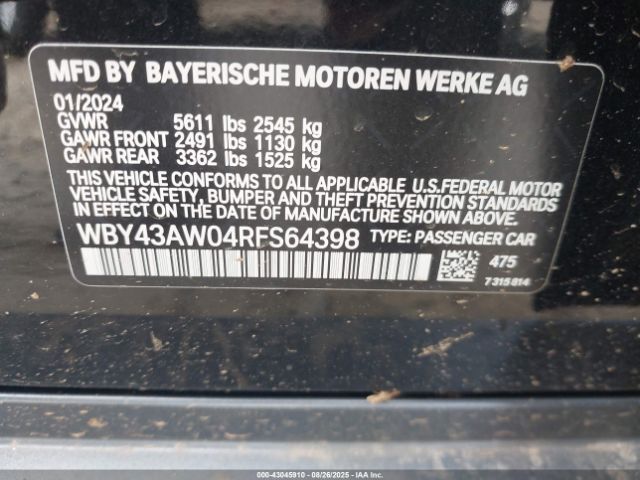 MFD BY BAYERISCHE MOTOREN WERKE AG
01/2024
GVWR 5611 lbs 2545 kg
GAWR FRONT 2491 lbs 1130 kg
GAWR REAR 3362 lbs 1525 kg
THIS VEHICLE CONFORMS TO ALL APPLICABLE U.S.FEDERAL MOTOR
VEHICLE SAFETY, BUMPER AND THEFT PREVENTION STANDARDS
IN EFFECT ON THE DATE OF MANUFACTURE SHOWN ABOVE.
WBY43AW04RFS64398 TYPE: PASSENGER CAR
475
7315814
000-43045910 - 08/26/2025 - IAAI.COM